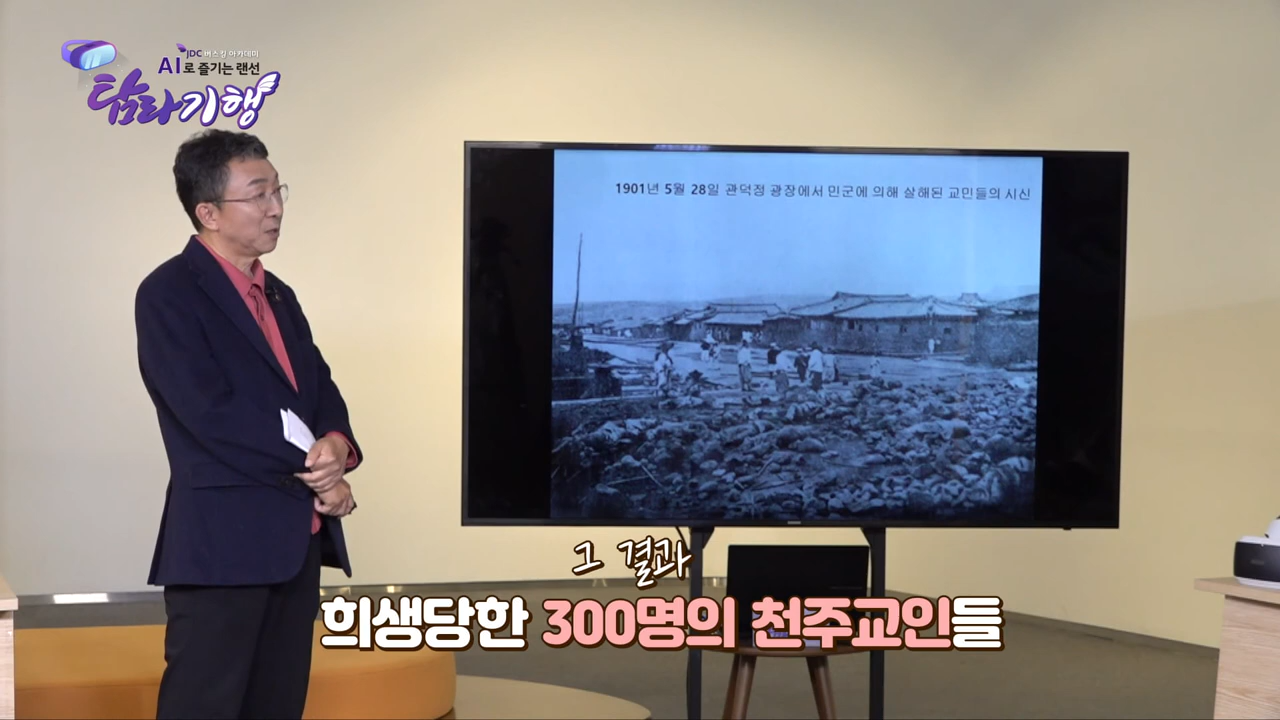 JDC 버스킹 아카데미
AI로 즐기는 랜선
탐라기행
1901년 5월 28일 관덕정 광장에서 민군에 의해 살해된 교민들의 시신
그 결과
희생당한 300명의 천주교인들